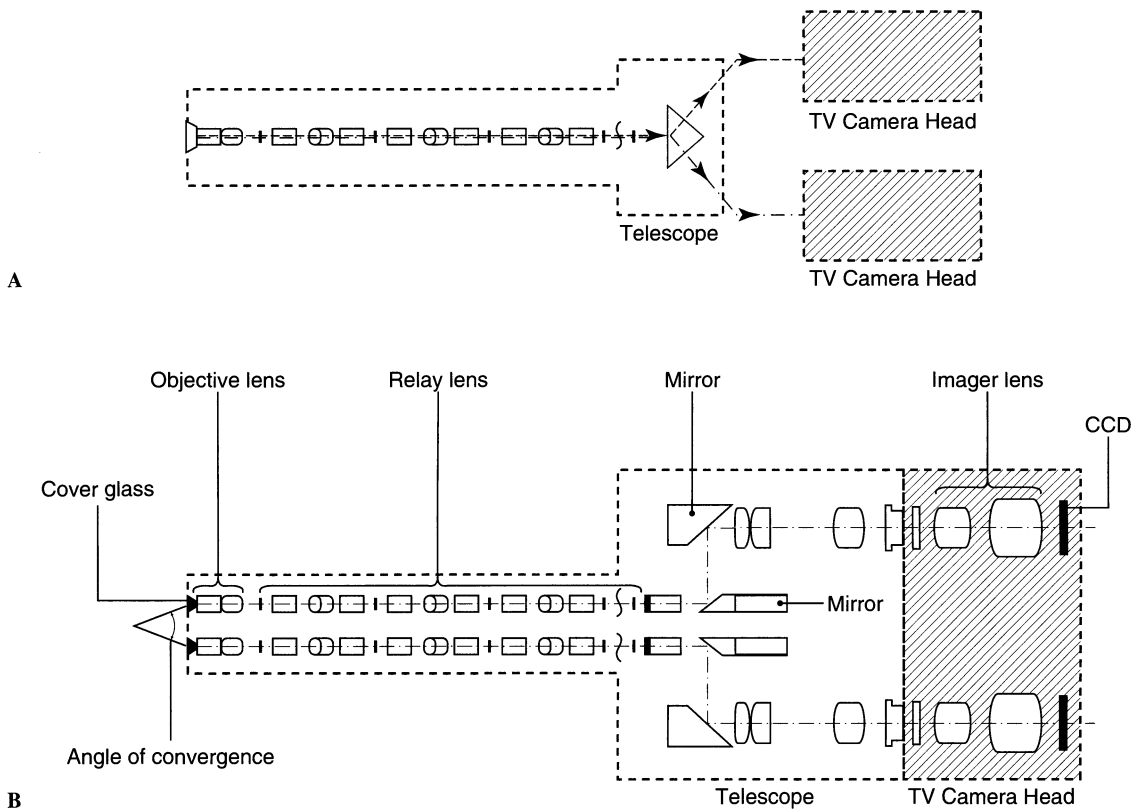 TV Camera Head
Telescope
TV Camera Head
A
Objective lens
Relay lens
Mirror
Imager lens
CCD
Cover glass
Mirror
Angle of convergence
Telescope
TV Camera Head
B